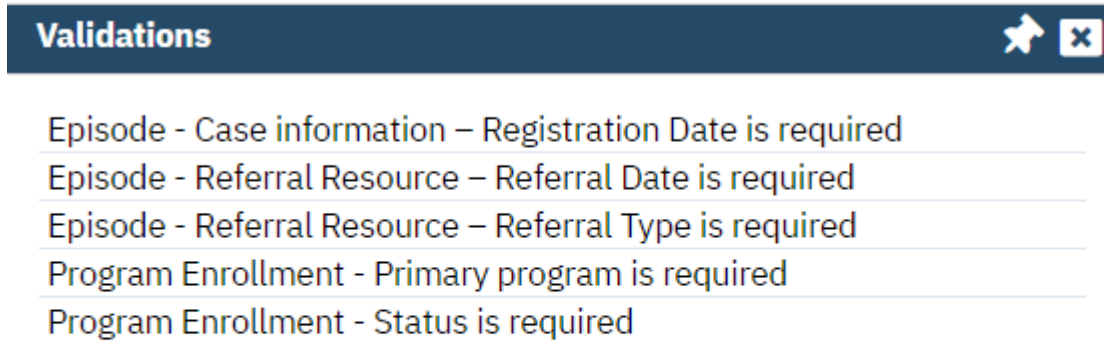 Validations
Episode - Case information – Registration Date is required
Episode - Referral Resource – Referral Date is required
Episode - Referral Resource – Referral Type is required
Program Enrollment - Primary program is required
Program Enrollment - Status is required